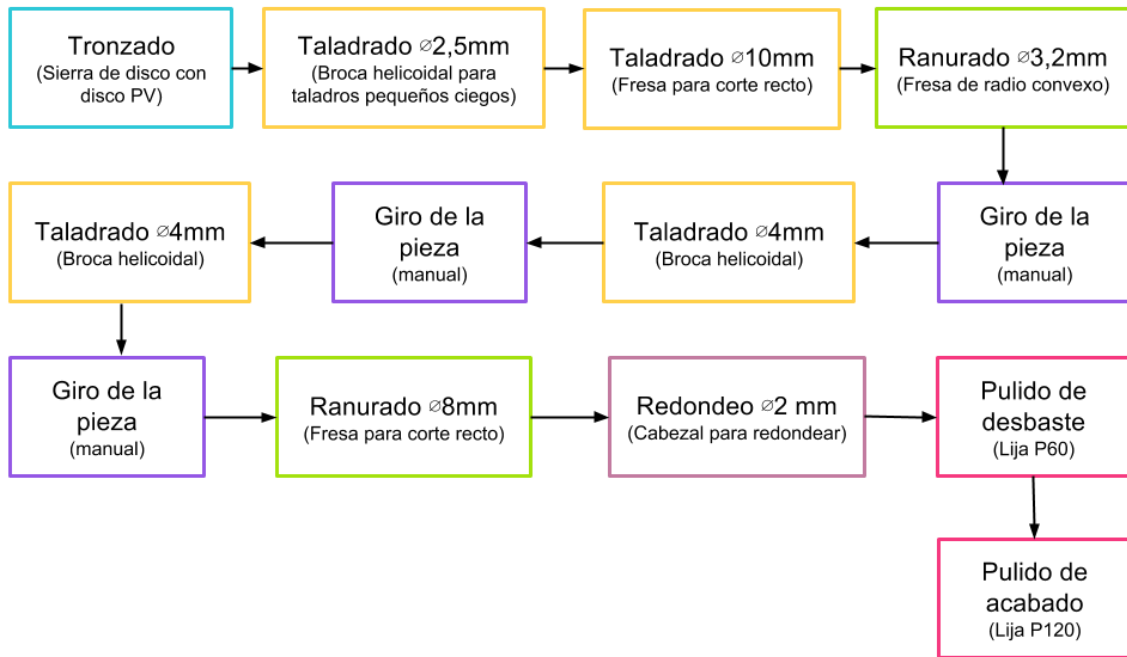 Tronzado
(Sierra de disco con
disco PV)
Taladrado ∅2,5mm
(Broca helicoidal para
taladros pequeños ciegos)
Taladrado ∅10mm
(Fresa para corte recto)
Ranurado ∅3,2mm
(Fresa de radio convexo)
Giro de la
pieza
(manual)
Taladrado ∅4mm
(Broca helicoidal)
Giro de la
pieza
(manual)
Taladrado ∅4mm
(Broca helicoidal)
Giro de la
pieza
(manual)
Ranurado ∅8mm
(Fresa para corte recto)
Redondeo ∅2 mm
(Cabezal para redondear)
Pulido de
desbaste
(Lija P60)
Pulido de
acabado
(Lija P120)